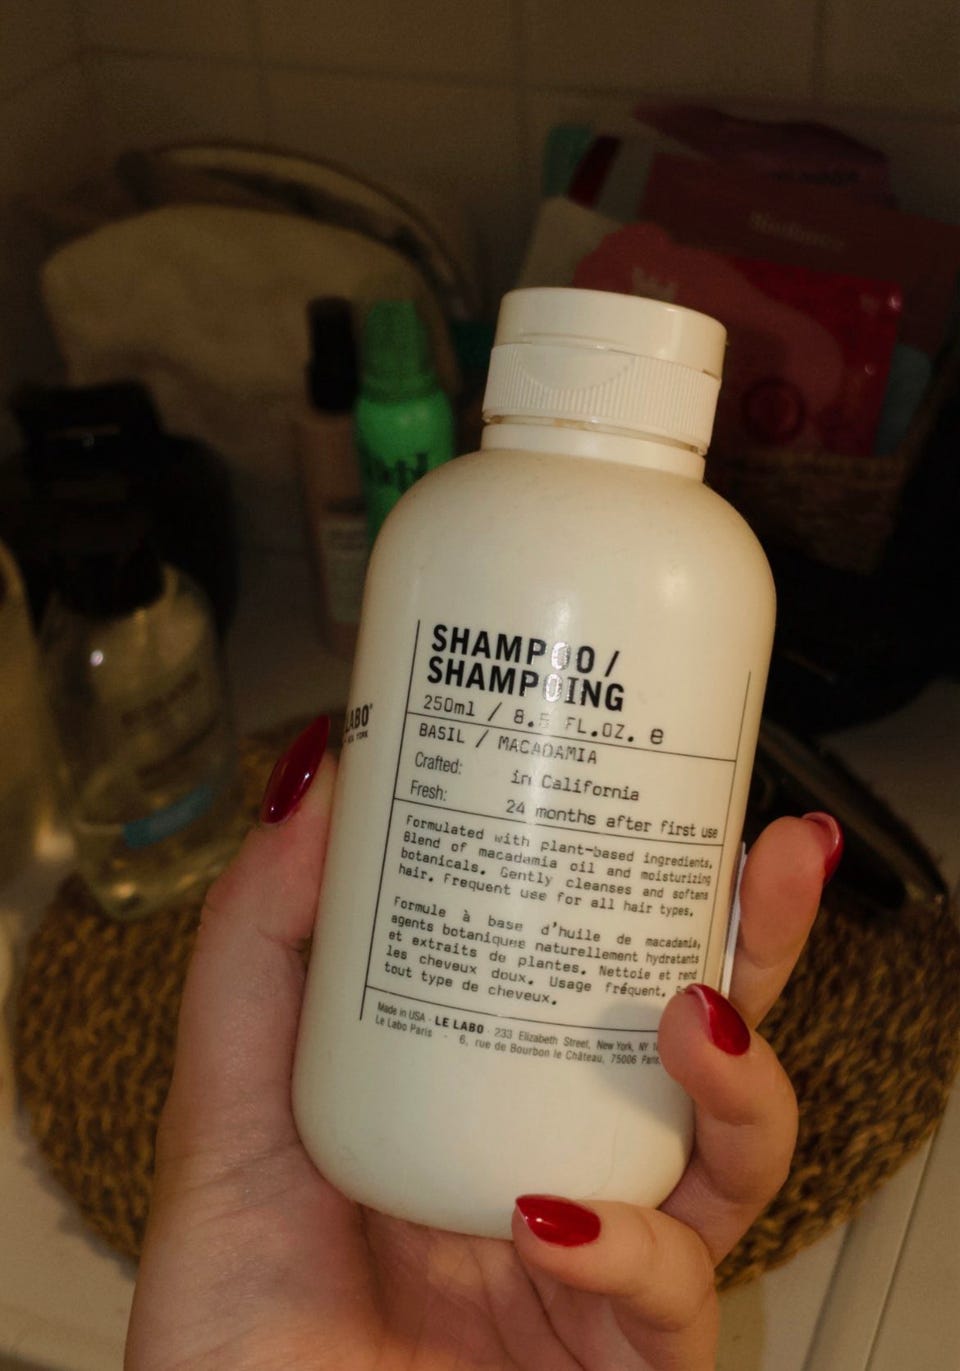 SHAMPOO/
SHAMPOING
250ml / 8.5 FL.OZ. e
BASIL / MACADAMIA
Crafted: in California
Fresh: 24 months after first use
Formulated with plant-based ingredients.
Blend of macadamia oil and moisturizing
botanicals. Gently cleanses and softens
hair. Frequent use for all hair types.
Formule à base d'huile de macadamia,
agents botaniques naturellement hydratants
et extraits de plantes. Nettoie et rend
les cheveux doux. Usage fréquent.
tout type de cheveux.
Made in USA · LE LABO · 233 Elizabeth Street, New York, NY
Le Labo Paris · 6, rue de Bourbon le Château, 75006 Paris
LABO
YORK